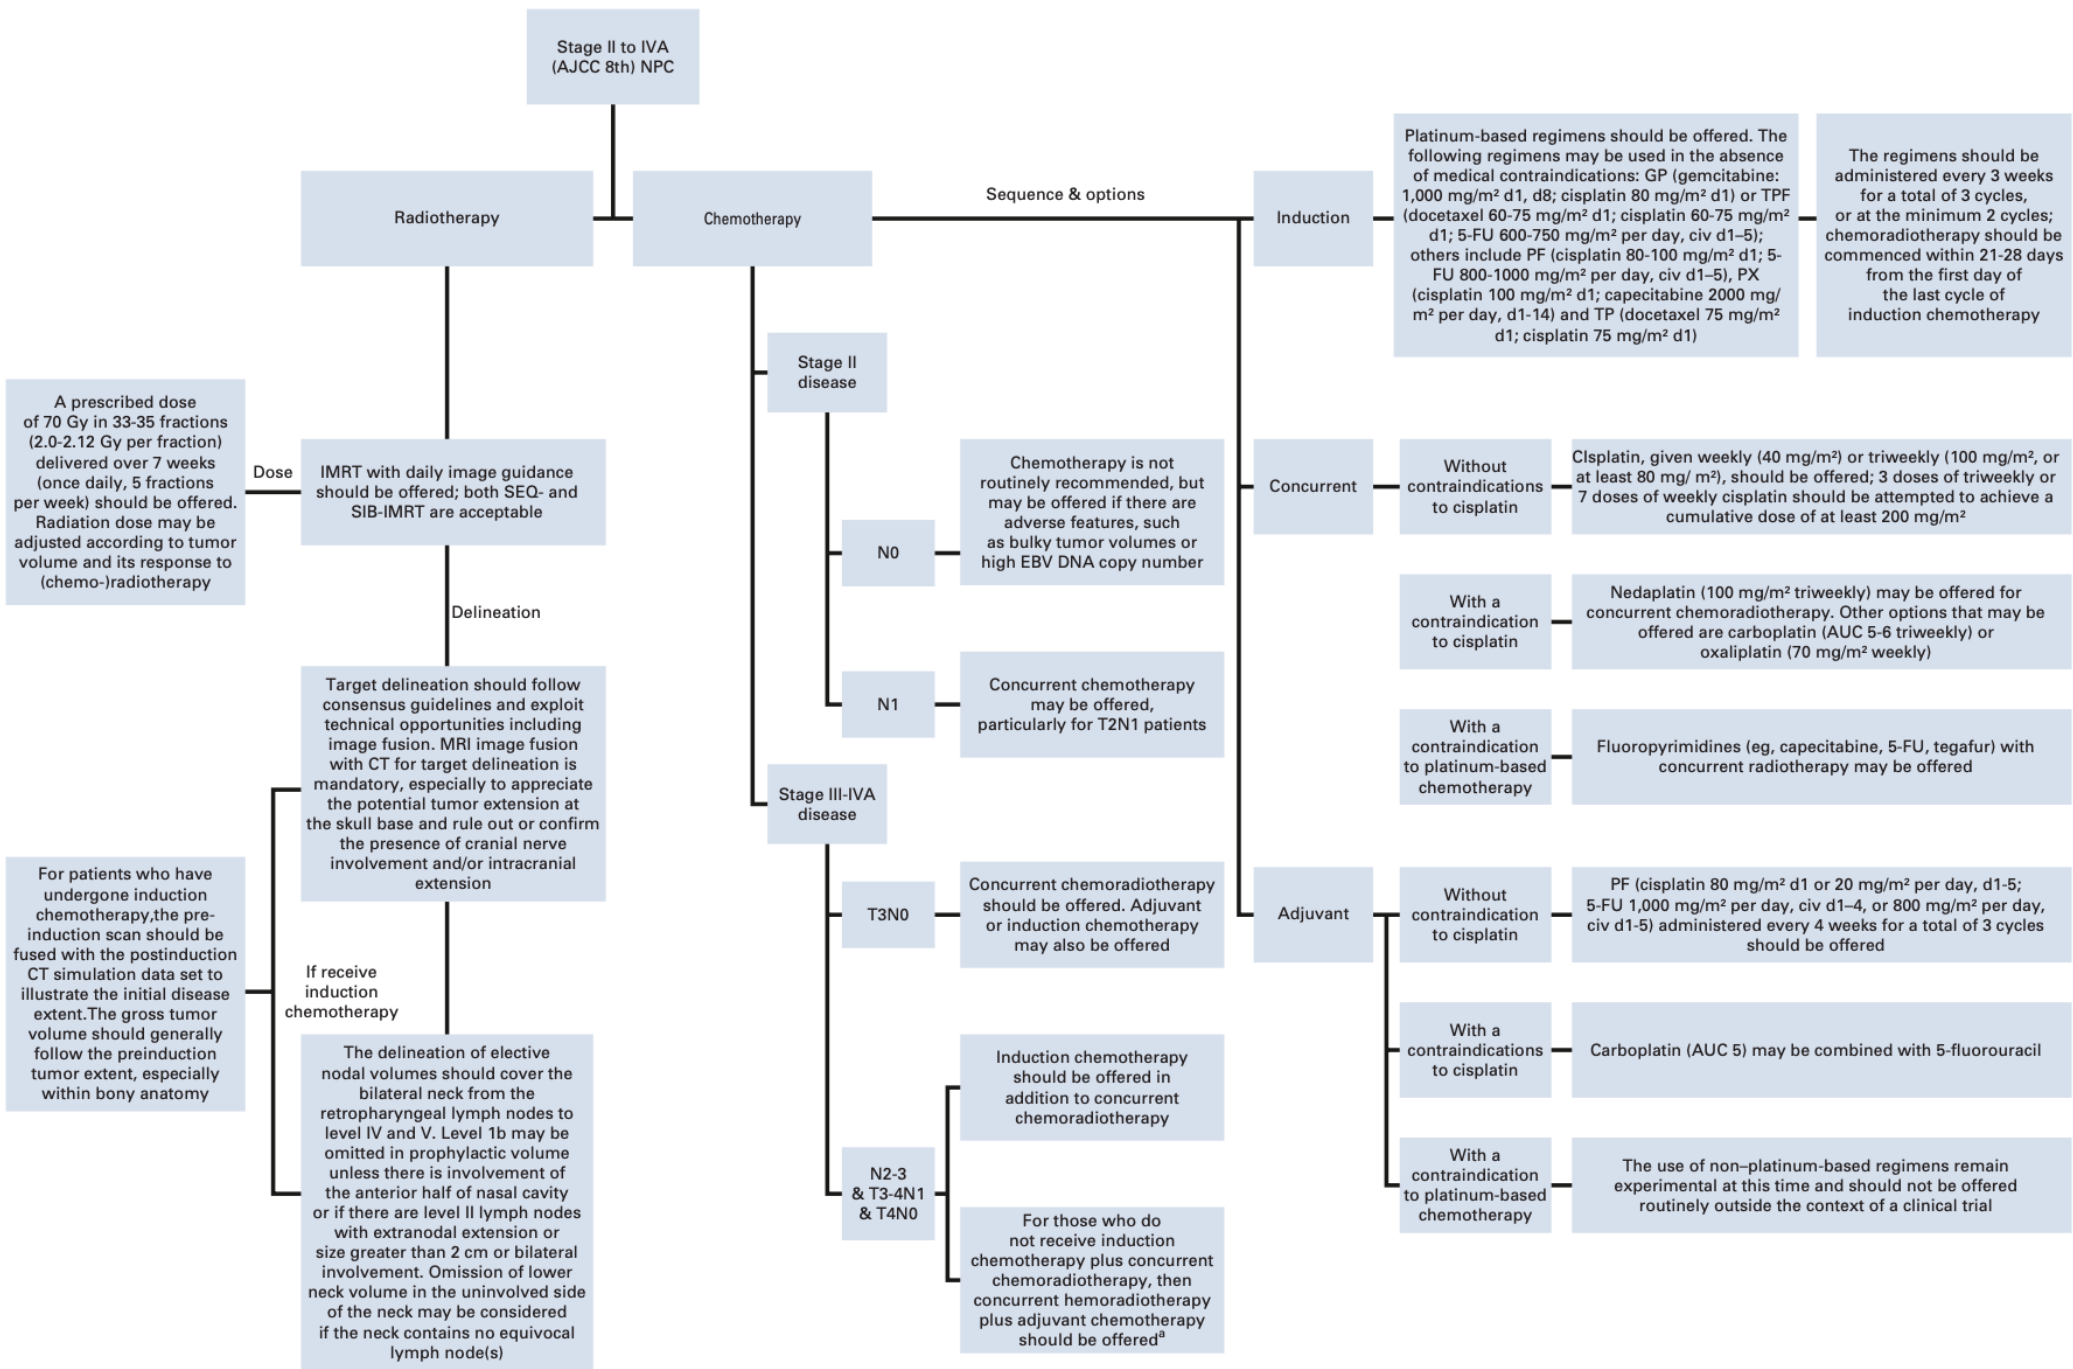 Stage II to IVA
(AJCC 8th) NPC
Radiotherapy
Chemotherapy
Sequence & options
Induction
Platinum-based regimens should be offered. The
following regimens may be used in the absence
of medical contraindications: GP (gemcitabine:
1,000 mg/m² d1, d8; cisplatin 80 mg/m² d1) or TPF
(docetaxel 60-75 mg/m² d1; cisplatin 60-75 mg/m²
d1; 5-FU 600-750 mg/m² per day, civ d1–5);
others include PF (cisplatin 80-100 mg/m² d1; 5-
FU 800-1000 mg/m² per day, civ d1–5), PX
(cisplatin 100 mg/m² d1; capecitabine 2000 mg/
m² per day, d1-14) and TP (docetaxel 75 mg/m²
d1; cisplatin 75 mg/m² d1)
The regimens should be
administered every 3 weeks
for a total of 3 cycles,
or at the minimum 2 cycles;
chemoradiotherapy should be
commenced within 21-28 days
from the first day of
the last cycle of
induction chemotherapy
A prescribed dose
of 70 Gy in 33-35 fractions
(2.0-2.12 Gy per fraction)
delivered over 7 weeks
(once daily, 5 fractions
per week) should be offered.
Radiation dose may be
adjusted according to tumor
volume and its response to
(chemo-)radiotherapy
Dose
IMRT with daily image guidance
should be offered; both SEQ- and
SIB-IMRT are acceptable
Delineation
Target delineation should follow
consensus guidelines and exploit
technical opportunities including
image fusion. MRI image fusion
with CT for target delineation is
mandatory, especially to appreciate
the potential tumor extension at
the skull base and rule out or confirm
the presence of cranial nerve
involvement and/or intracranial
extension
For patients who have
undergone induction
chemotherapy,the pre-
induction scan should be
fused with the postinduction
CT simulation data set to
illustrate the initial disease
extent.The gross tumor
volume should generally
follow the preinduction
tumor extent, especially
within bony anatomy
If receive
induction
chemotherapy
The delineation of elective
nodal volumes should cover the
bilateral neck from the
retropharyngeal lymph nodes to
level IV and V. Level 1b may be
omitted in prophylactic volume
unless there is involvement of
the anterior half of nasal cavity
or if there are level II lymph nodes
with extranodal extension or
size greater than 2 cm or bilateral
involvement. Omission of lower
neck volume in the uninvolved side
of the neck may be considered
if the neck contains no equivocal
lymph node(s)
Stage II
disease
N0
Chemotherapy is not
routinely recommended, but
may be offered if there are
adverse features, such
as bulky tumor volumes or
high EBV DNA copy number
N1
Concurrent chemotherapy
may be offered,
particularly for T2N1 patients
Stage III-IVA
disease
T3N0
Concurrent chemoradiotherapy
should be offered. Adjuvant
or induction chemotherapy
may also be offered
N2-3
& T3-4N1
& T4N0
Induction chemotherapy
should be offered in
addition to concurrent
chemoradiotherapy
For those who do
not receive induction
chemotherapy plus concurrent
chemoradiotherapy, then
concurrent hemoradiotherapy
plus adjuvant chemotherapy
should be offeredᵃ
Concurrent
Without
contraindications
to cisplatin
CIsplatin, given weekly (40 mg/m²) or triweekly (100 mg/m², or
at least 80 mg/ m²), should be offered; 3 doses of triweekly or
7 doses of weekly cisplatin should be attempted to achieve a
cumulative dose of at least 200 mg/m²
With a
contraindication
to cisplatin
Nedaplatin (100 mg/m² triweekly) may be offered for
concurrent chemoradiotherapy. Other options that may be
offered are carboplatin (AUC 5-6 triweekly) or
oxaliplatin (70 mg/m² weekly)
With a
contraindication
to platinum-based
chemotherapy
Fluoropyrimidines (eg, capecitabine, 5-FU, tegafur) with
concurrent radiotherapy may be offered
Adjuvant
Without
contraindication
to cisplatin
PF (cisplatin 80 mg/m² d1 or 20 mg/m² per day, d1-5;
5-FU 1,000 mg/m² per day, civ d1–4, or 800 mg/m² per day,
civ d1-5) administered every 4 weeks for a total of 3 cycles
should be offered
With a
contraindications
to cisplatin
Carboplatin (AUC 5) may be combined with 5-fluorouracil
With a
contraindication
to platinum-based
chemotherapy
The use of non–platinum-based regimens remain
experimental at this time and should not be offered
routinely outside the context of a clinical trial